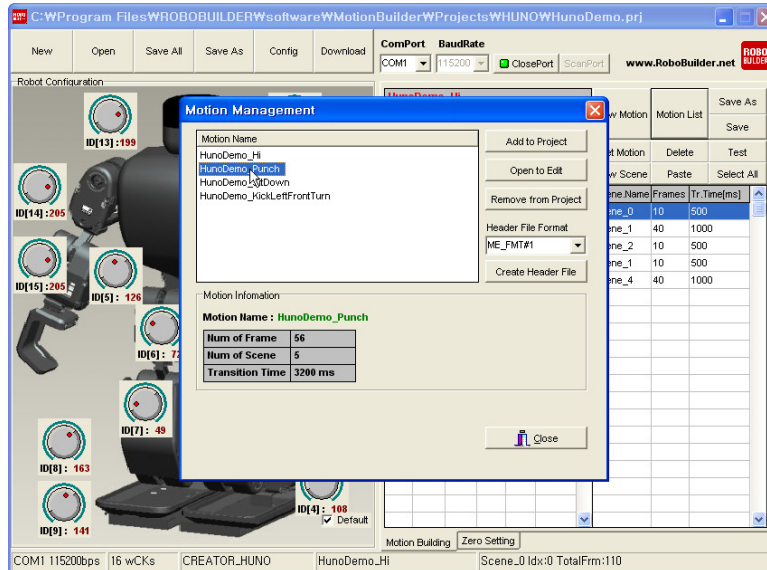 C:₩Program Files₩ROBOBUILDER₩software₩MotionBuilder₩Projects₩HUNO₩HunoDemo.prj
New Open Save All Save As Config Download
ComPort BaudRate
COM1 115200 ClosePort ScanPort www.RoboBuilder.net
ROBO
BUILDER
Robot Configuration
HunoDemo_Hi
Motion List
Save As
Save
Delete Test
Paste Select All
Frames Tr.Time[ms]
10 500
40 1000
10 500
10 500
40 1000
ID[13]:199
ID[14]:205
ID[15]:205
ID[5]: 126
ID[6]:
ID[7]: 49
ID[8]: 163
ID[4]: 108
ID[9]: 141
Default
Motion Management
Motion Name
HunoDemo_Hi
HunoDemo_Punch
HunoDemo_KickLeftFrontTurn
Add to Project
Open to Edit
Remove from Project
Header File Format
ME_FMT#1
Create Header File
Motion Infomation
Motion Name : HunoDemo_Punch
Num of Frame 56
Num of Scene 5
Transition Time 3200 ms
Close
Motion Building Zero Setting
COM1 115200bps 16 wCKs CREATOR_HUNO HunoDemo_Hi Scene_0 Idx:0 TotalFrm:110